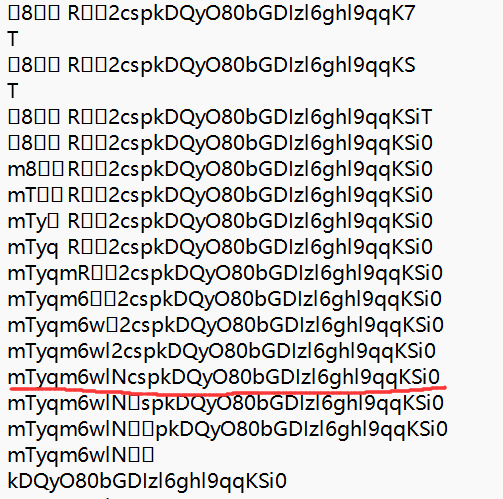 □8□□ R□□2cspkDQyO80bGDIzl6ghl9qqK7
T
□8□□ R□□2cspkDQyO80bGDIzl6ghl9qqKS
T
□8□□ R□□2cspkDQyO80bGDIzl6ghl9qqKSiT
□8□□ R□□2cspkDQyO80bGDIzl6ghl9qqKSi0
m8□□ R□□2cspkDQyO80bGDIzl6ghl9qqKSi0
mT□□ R□□2cspkDQyO80bGDIzl6ghl9qqKSi0
mTy□ R□□2cspkDQyO80bGDIzl6ghl9qqKSi0
mTyq R□□2cspkDQyO80bGDIzl6ghl9qqKSi0
mTyqmR□□2cspkDQyO80bGDIzl6ghl9qqKSi0
mTyqm6□□2cspkDQyO80bGDIzl6ghl9qqKSi0
mTyqm6w□2cspkDQyO80bGDIzl6ghl9qqKSi0
mTyqm6wl2cspkDQyO80bGDIzl6ghl9qqKSi0
mTyqm6wlNcspkDQyO80bGDIzl6ghl9qqKSi0
mTyqm6wlN□spkDQyO80bGDIzl6ghl9qqKSi0
mTyqm6wlN□□pkDQyO80bGDIzl6ghl9qqKSi0
mTyqm6wlN□□
kDQyO80bGDIzl6ghl9qqKSi0